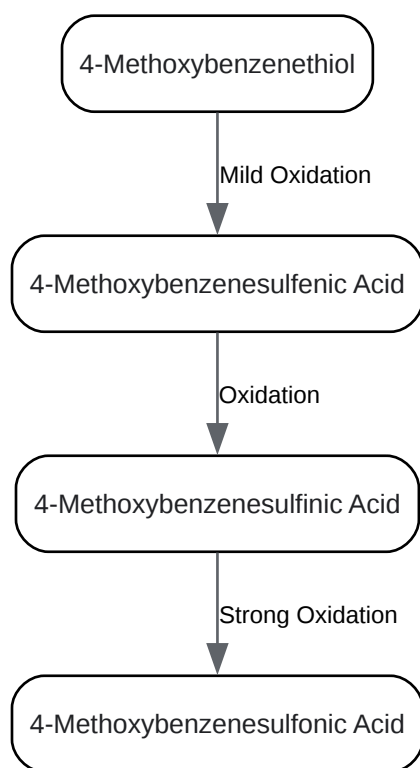 4-Methoxybenzenethiol
Mild Oxidation
4-Methoxybenzenesulfenic Acid
Oxidation
4-Methoxybenzenesulfinic Acid
Strong Oxidation
4-Methoxybenzenesulfonic Acid